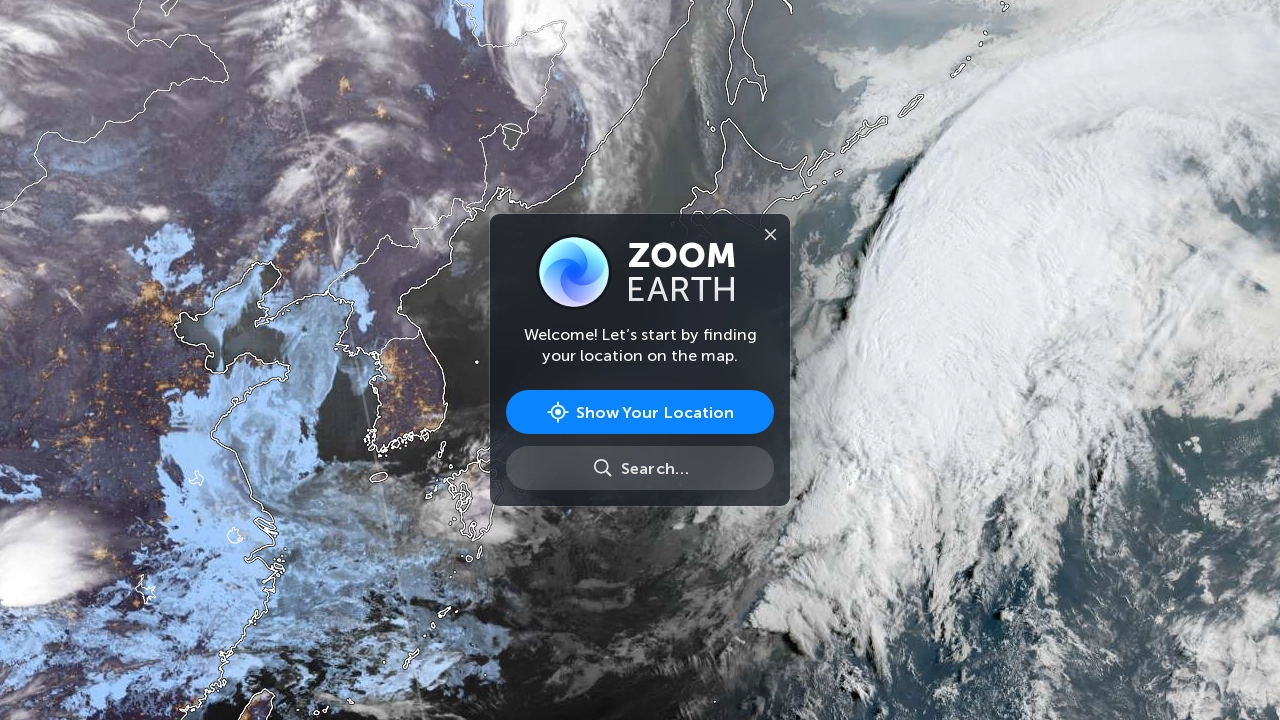 ZOOM
EARTH
Welcome! Let’s start by finding
your location on the map.
Show Your Location
Search...